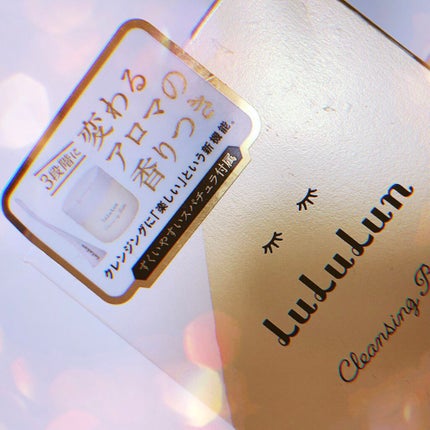 3段階に変わる
アロマの
香りつき
クレンジングに「楽しい」という新機能。
すくいやすいスパチュラ付属
LuLuLun
Cleansing